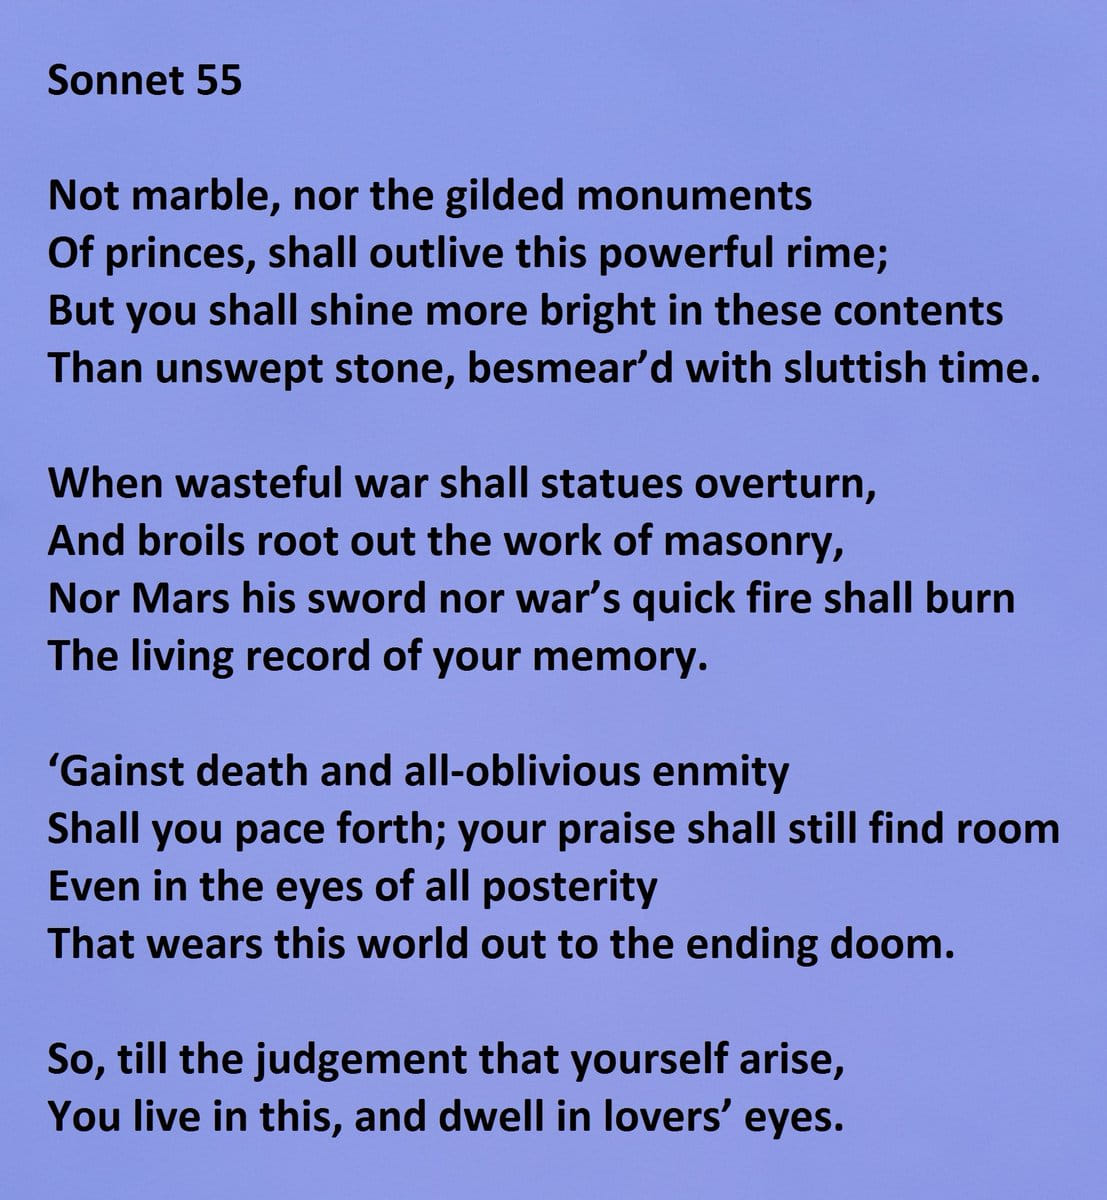 Sonnet 55
Not marble, nor the gilded monuments
Of princes, shall outlive this powerful rime;
But you shall shine more bright in these contents
Than unswept stone, besmear’d with sluttish time.
When wasteful war shall statues overturn,
And broils root out the work of masonry,
Nor Mars his sword nor war’s quick fire shall burn
The living record of your memory.
‘Gainst death and all-oblivious enmity
Shall you pace forth; your praise shall still find room
Even in the eyes of all posterity
That wears this world out to the ending doom.
So, till the judgement that yourself arise,
You live in this, and dwell in lovers’ eyes.